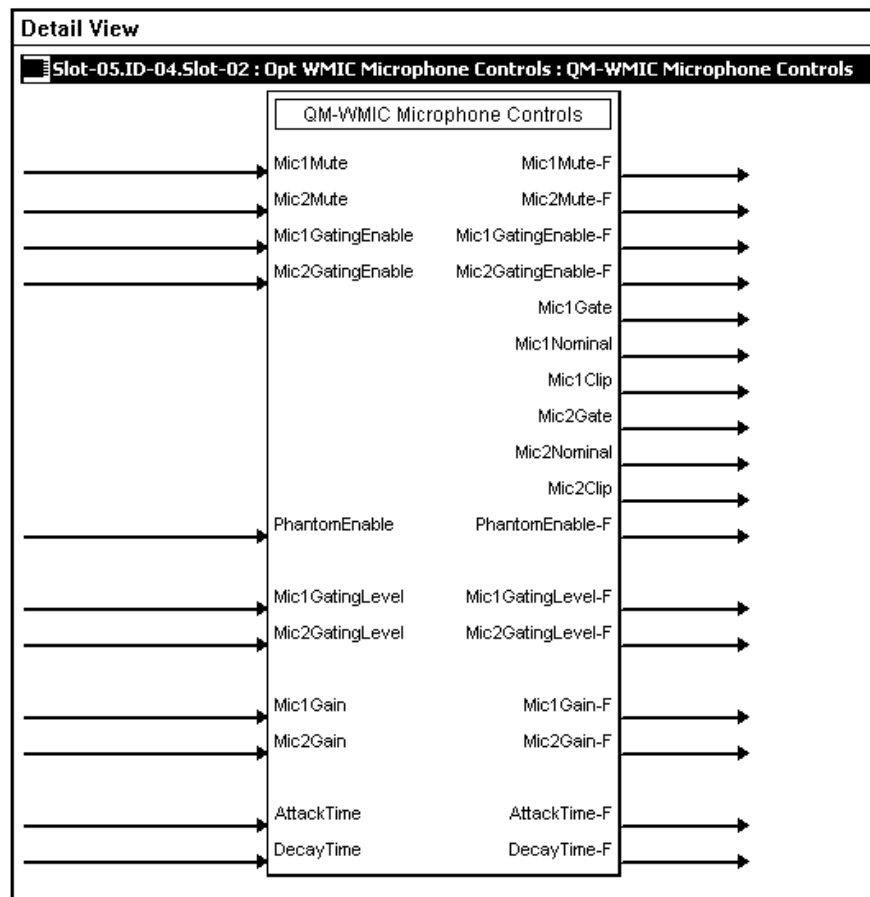 Detail View
Slot-05.ID-04.Slot-02 : Opt WMIC Microphone Controls : QM-WMIC Microphone Controls
QM-WMIC Microphone Controls
Mic1Mute Mic1Mute-F
Mic2Mute Mic2Mute-F
Mic1GatingEnable Mic1GatingEnable-F
Mic2GatingEnable Mic2GatingEnable-F
Mic1Gate
Mic1Nominal
Mic1Clip
Mic2Gate
Mic2Nominal
Mic2Clip
PhantomEnable PhantomEnable-F
Mic1GatingLevel Mic1GatingLevel-F
Mic2GatingLevel Mic2GatingLevel-F
Mic1Gain Mic1Gain-F
Mic2Gain Mic2Gain-F
AttackTime AttackTime-F
DecayTime DecayTime-F